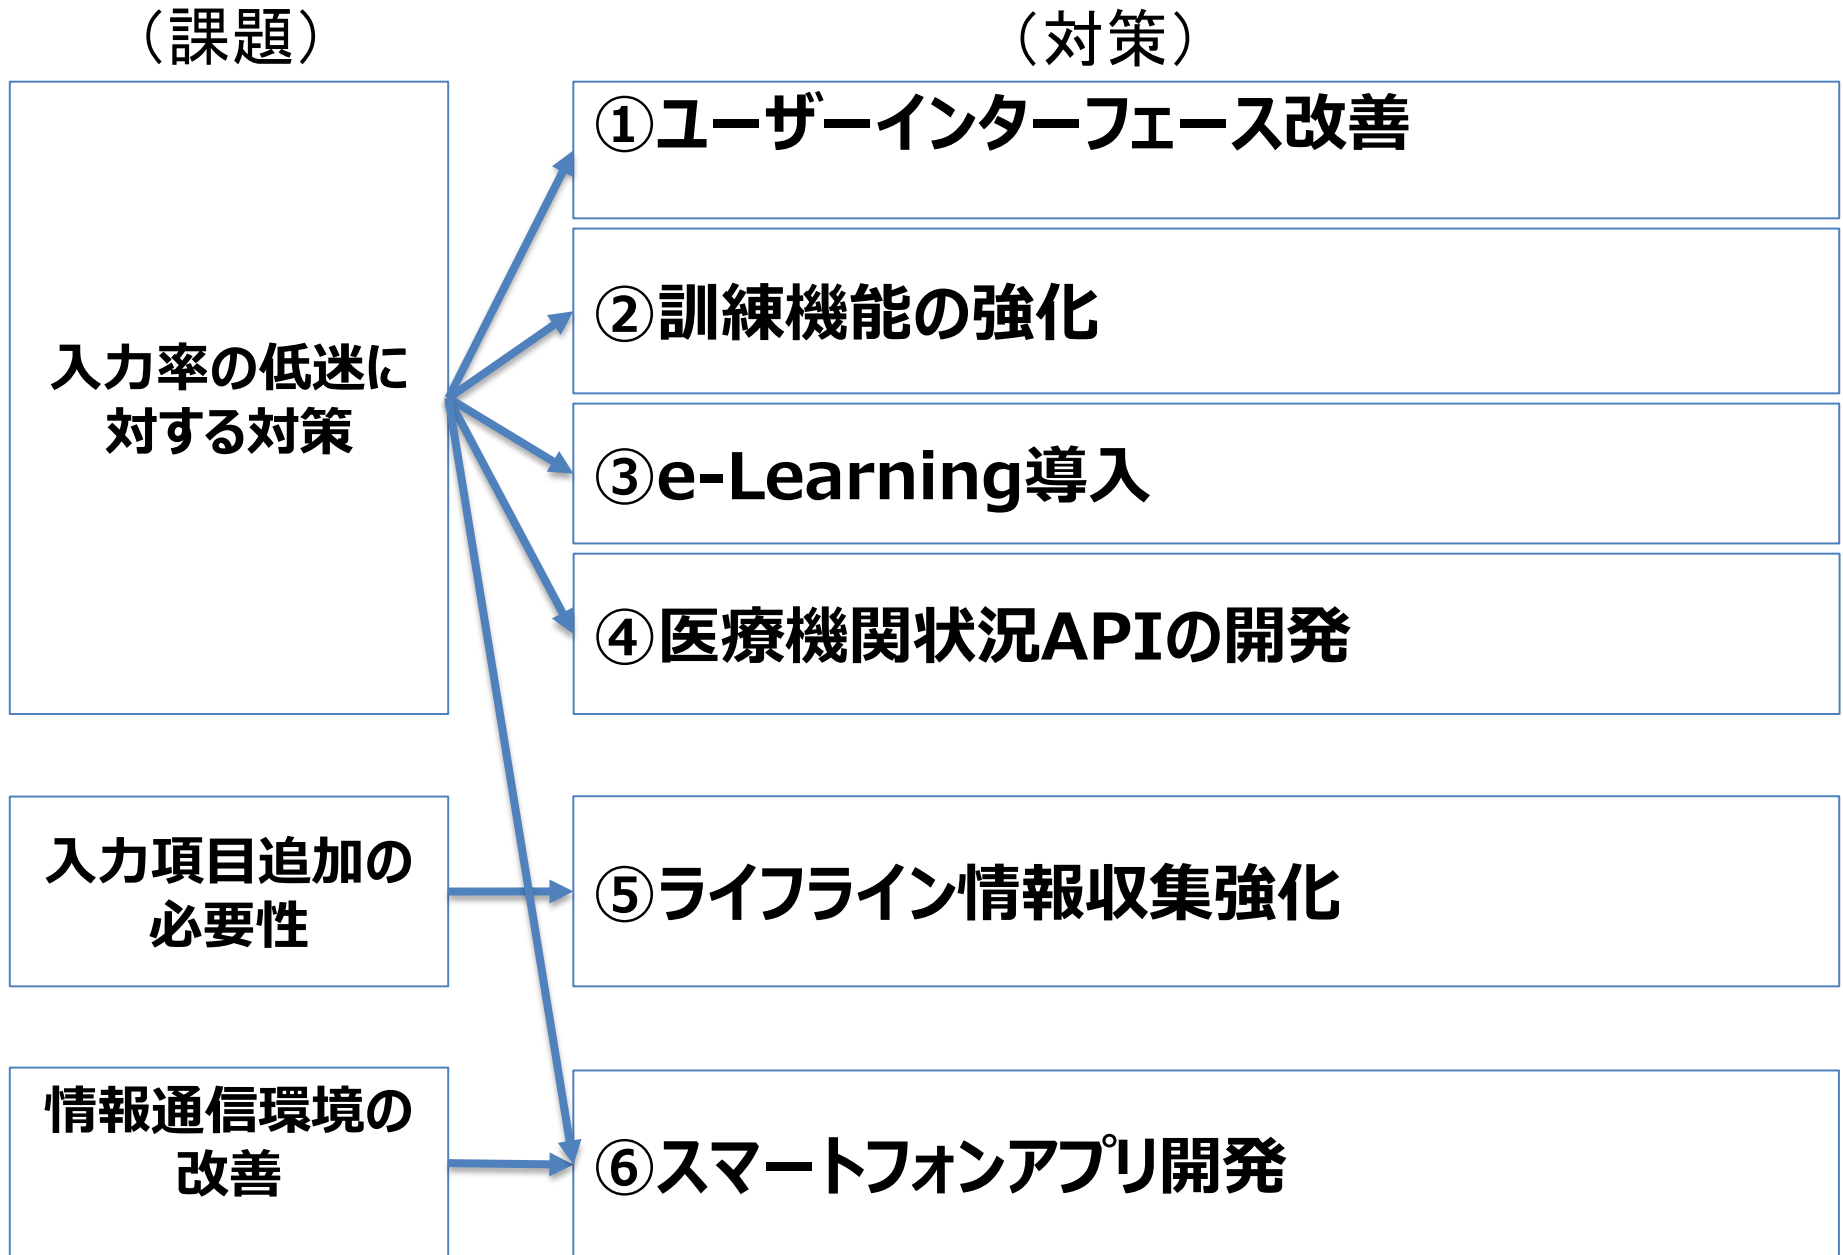 （課題）
（対策）
入力率の低迷に
対する対策
①ユーザーインターフェース改善
②訓練機能の強化
③e-Learning導入
④医療機関状況APIの開発
入力項目追加の
必要性
⑤ライフライン情報収集強化
情報通信環境の
改善
⑥スマートフォンアプリ開発